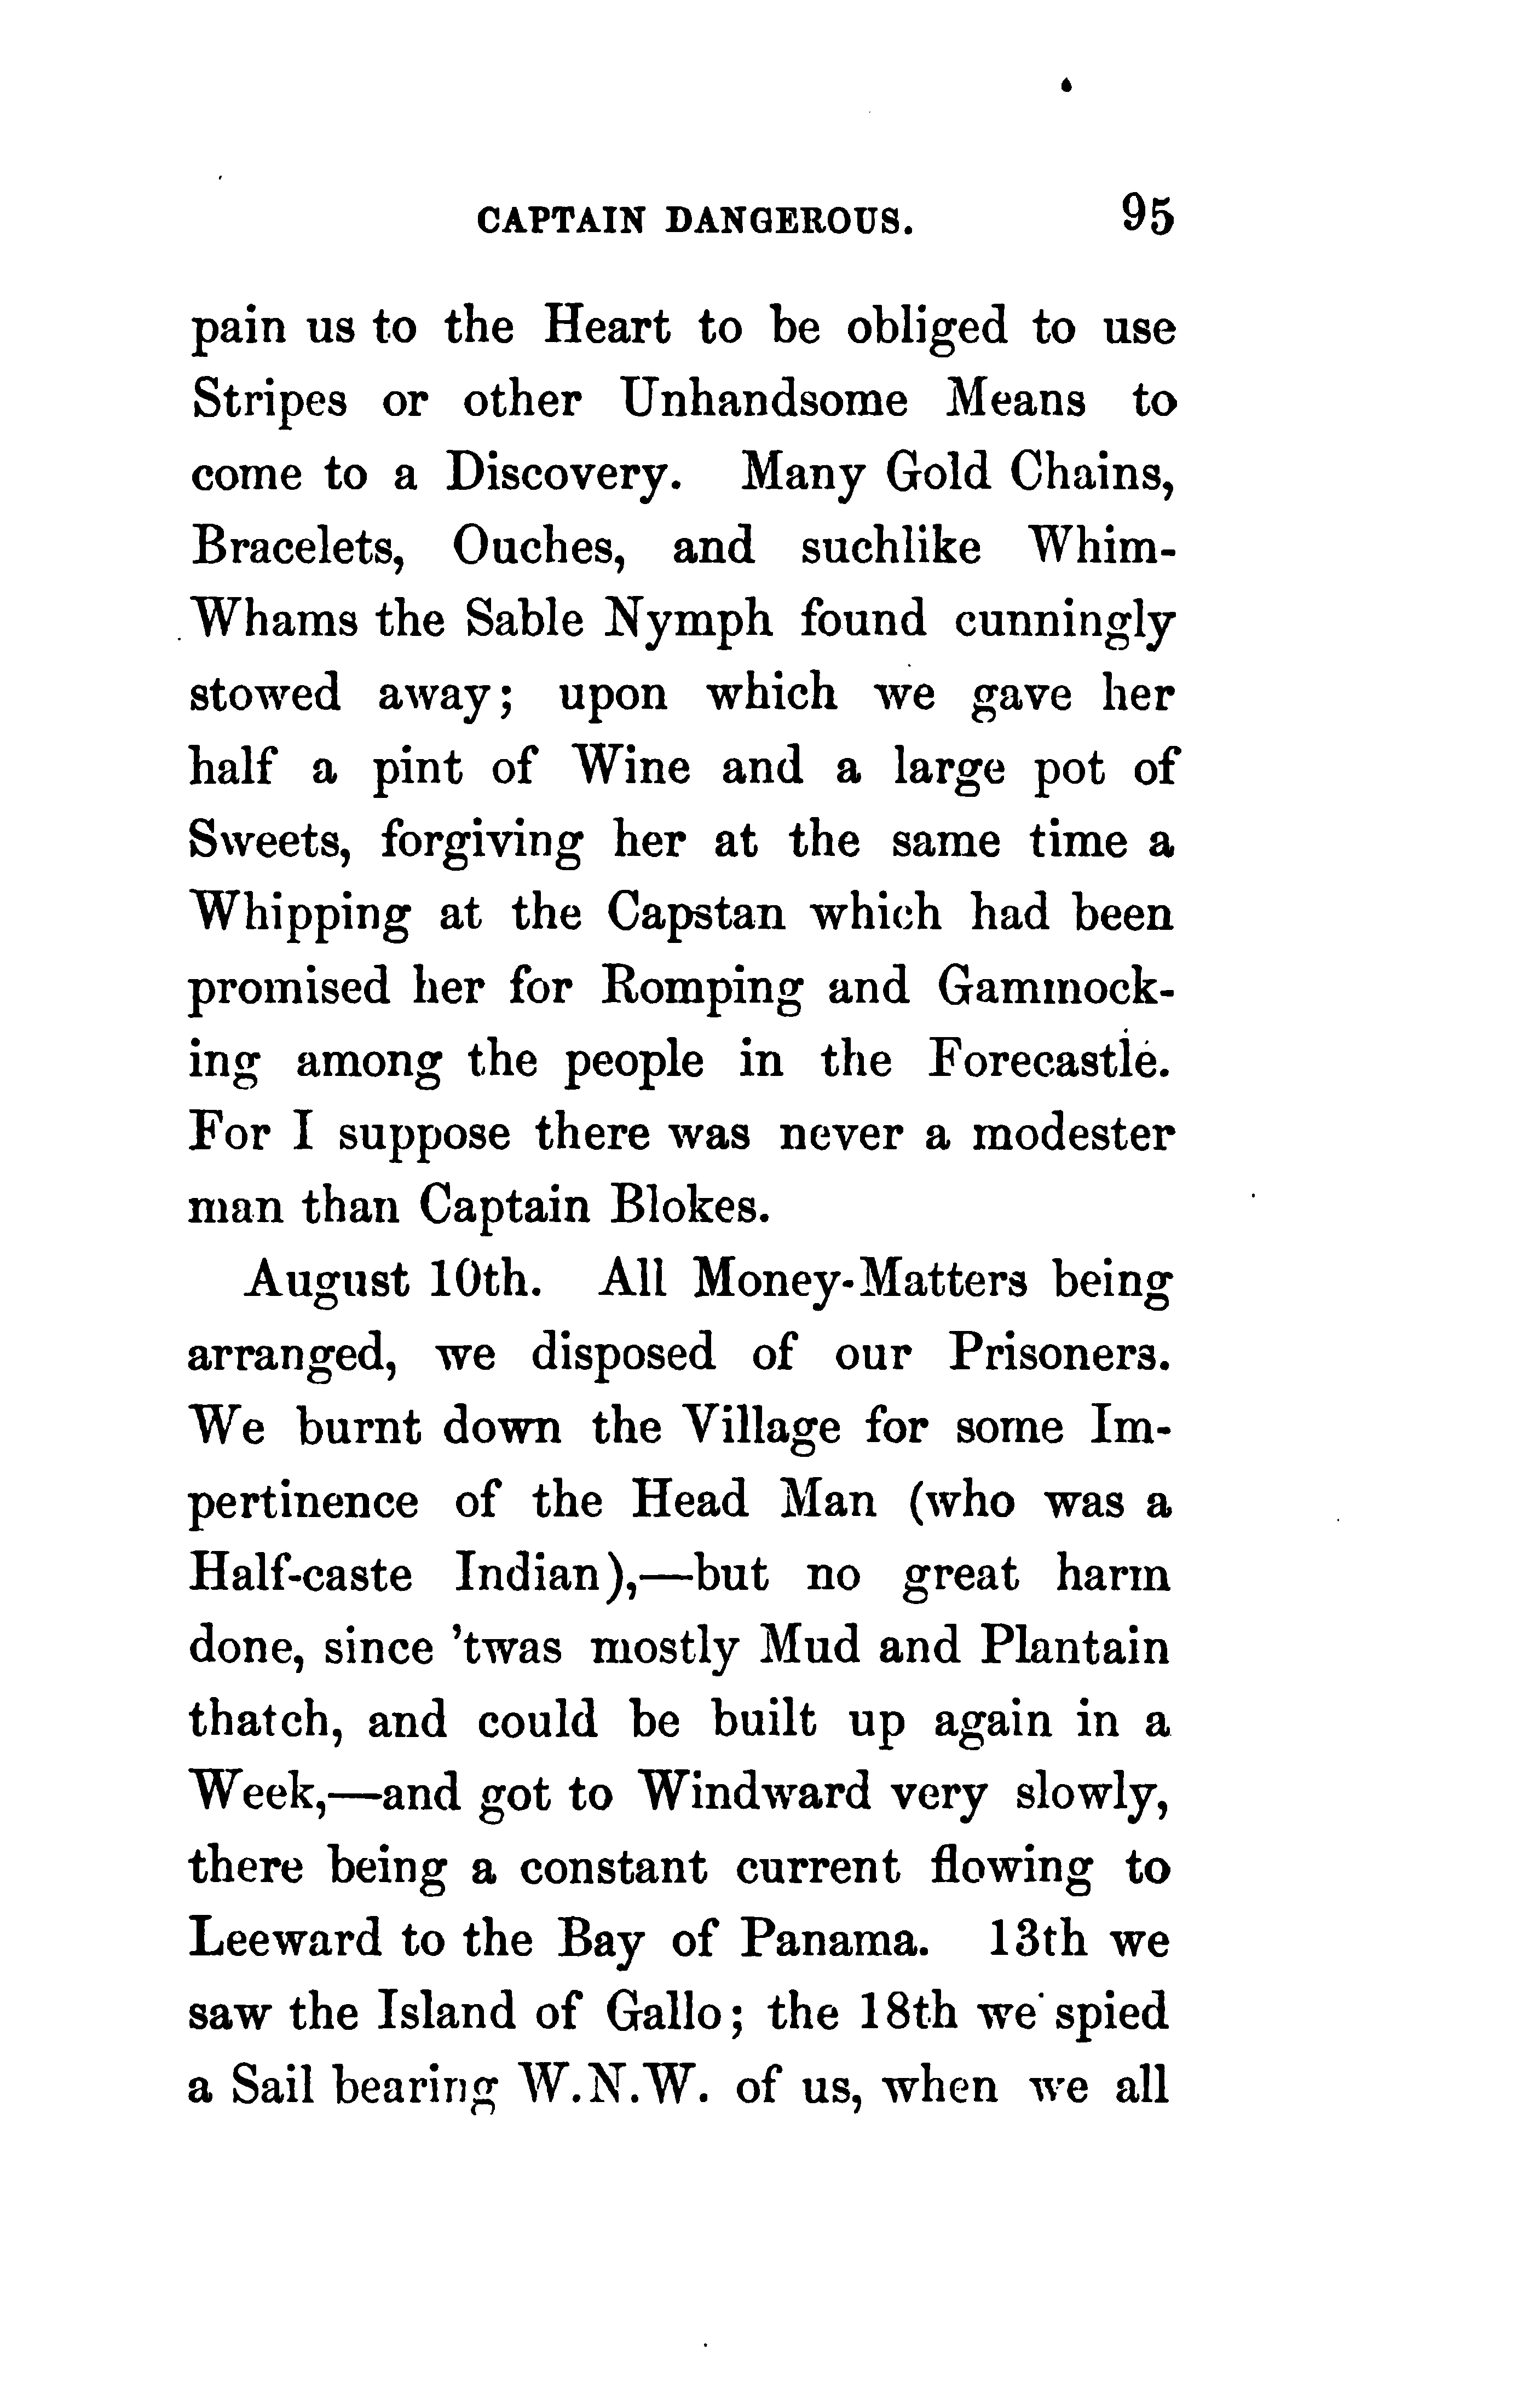 CAPTAIN DANGEROUS. 95
pain us to the Heart to be obliged to use
Stripes or other Unhandsome Means to
come to a Discovery. Many Gold Chains,
Bracelets, Ouches, and suchlike Whim-
Whams the Sable Nymph found cunningly
stowed away; upon which we gave her
half a pint of Wine and a large pot of
Sweets, forgiving her at the same time a
Whipping at the Capstan which had been
promised her for Romping and Gammock-
ing among the people in the Forecastle.
For I suppose there was never a modester
man than Captain Blokes.
August 10th. All Money-Matters being
arranged, we disposed of our Prisoners.
We burnt down the Village for some Im-
pertinence of the Head Man (who was a
Half-caste Indian),—but no great harm
done, since 'twas mostly Mud and Plantain
thatch, and could be built up again in a
Week,—and got to Windward very slowly,
there being a constant current flowing to
Leeward to the Bay of Panama. 13th we
saw the Island of Gallo; the 18th we spied
a Sail bearing W.N.W. of us, when we all